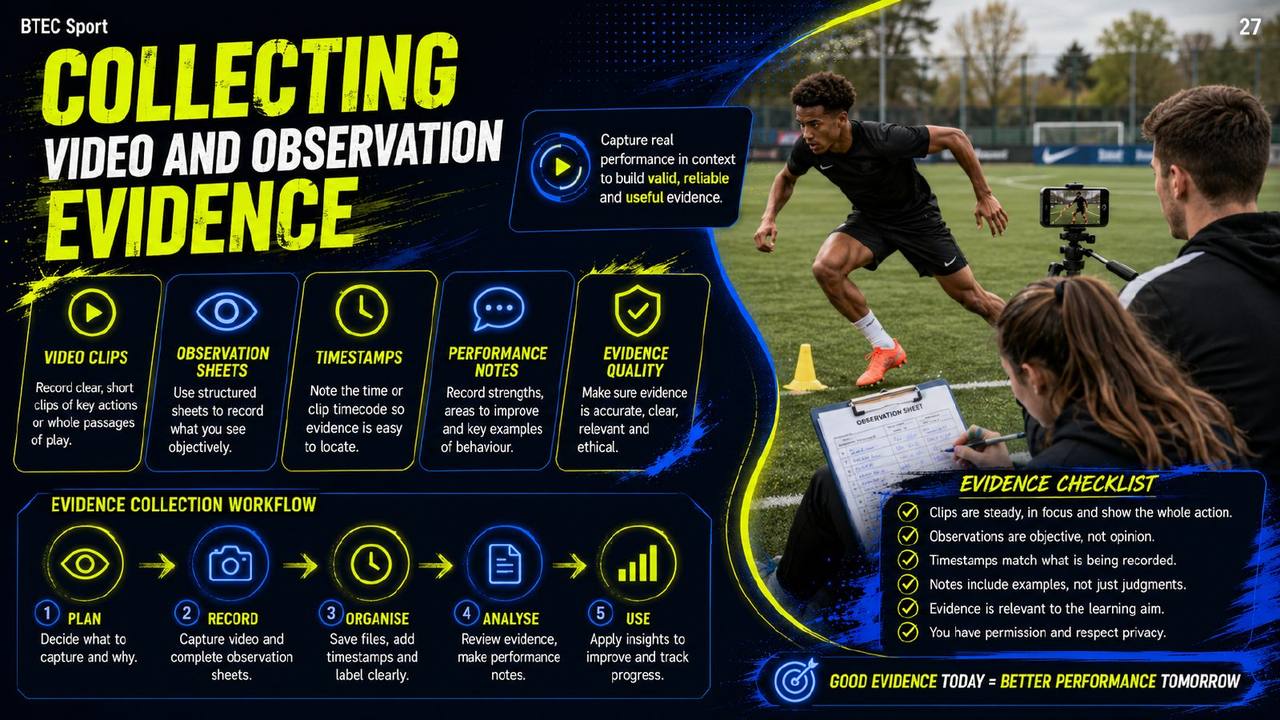 BTEC Sport
27
COLLECTING
VIDEO AND OBSERVATION
EVIDENCE
Capture real
performance in context
to build valid, reliable
and useful evidence.
VIDEO CLIPS
Record clear, short
clips of key actions
or whole passages
of play.
OBSERVATION
SHEETS
Use structured
sheets to record
what you see
objectively.
TIMESTAMPS
Note the time or
clip timecode so
evidence is easy
to locate.
PERFORMANCE
NOTES
Record strengths,
areas to improve
and key examples
of behaviour.
EVIDENCE
QUALITY
Make sure evidence
is accurate, clear,
relevant and
ethical.
OBSERVATION SHEET
EVIDENCE COLLECTION WORKFLOW
1 PLAN
Decide what to
capture and why.
2 RECORD
Capture video and
complete observation
sheets.
3 ORGANISE
Save files, add
timestamps and
label clearly.
4 ANALYSE
Review evidence,
make performance
notes.
5 USE
Apply insights to
improve and track
progress.
EVIDENCE CHECKLIST
Clips are steady, in focus and show the whole action.
Observations are objective, not opinion.
Timestamps match what is being recorded.
Notes include examples, not just judgments.
Evidence is relevant to the learning aim.
You have permission and respect privacy.
GOOD EVIDENCE TODAY = BETTER PERFORMANCE TOMORROW